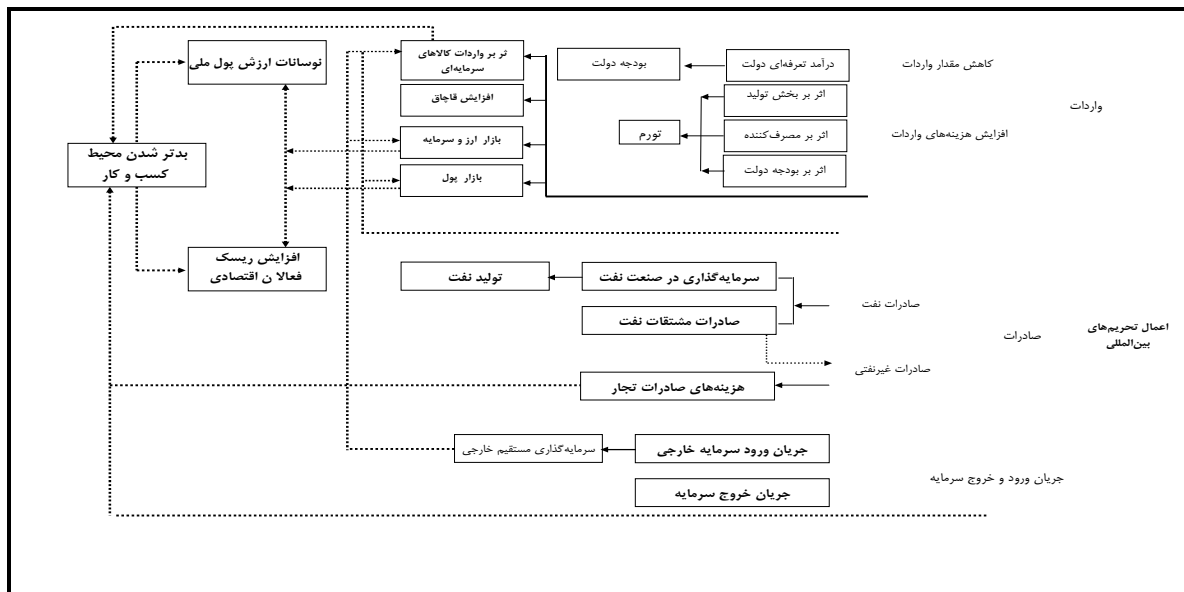 کاهش مقدار واردات
درآمد تعرفه‌ای دولت
بودجه دولت
ثر بر واردات کالاهای
سرمایه‌ای
نوسانات ارزش پول ملی
واردات
اثر بر بخش تولید
افزایش قاچاق
افزایش هزینه‌های واردات
اثر بر مصرف‌کننده
تورم
بازار ارز و سرمایه
بدتر شدن محیط
کسب و کار
اثر بر بودجه دولت
بازار پول
افزایش ریسک
فعالا ن اقتصادی
صادرات نفت
سرمایه‌گذاری در صنعت نفت
تولید نفت
صادرات مشتقات نفت
اعمال تحریم‌های
بین‌المللی
صادرات
صادرات غیرنفتی
هزینه‌های صادرات تجار
جریان ورود سرمایه خارجی
سرمایه‌گذاری مستقیم خارجی
جریان ورود و خروج سرمایه
جریان خروج سرمایه